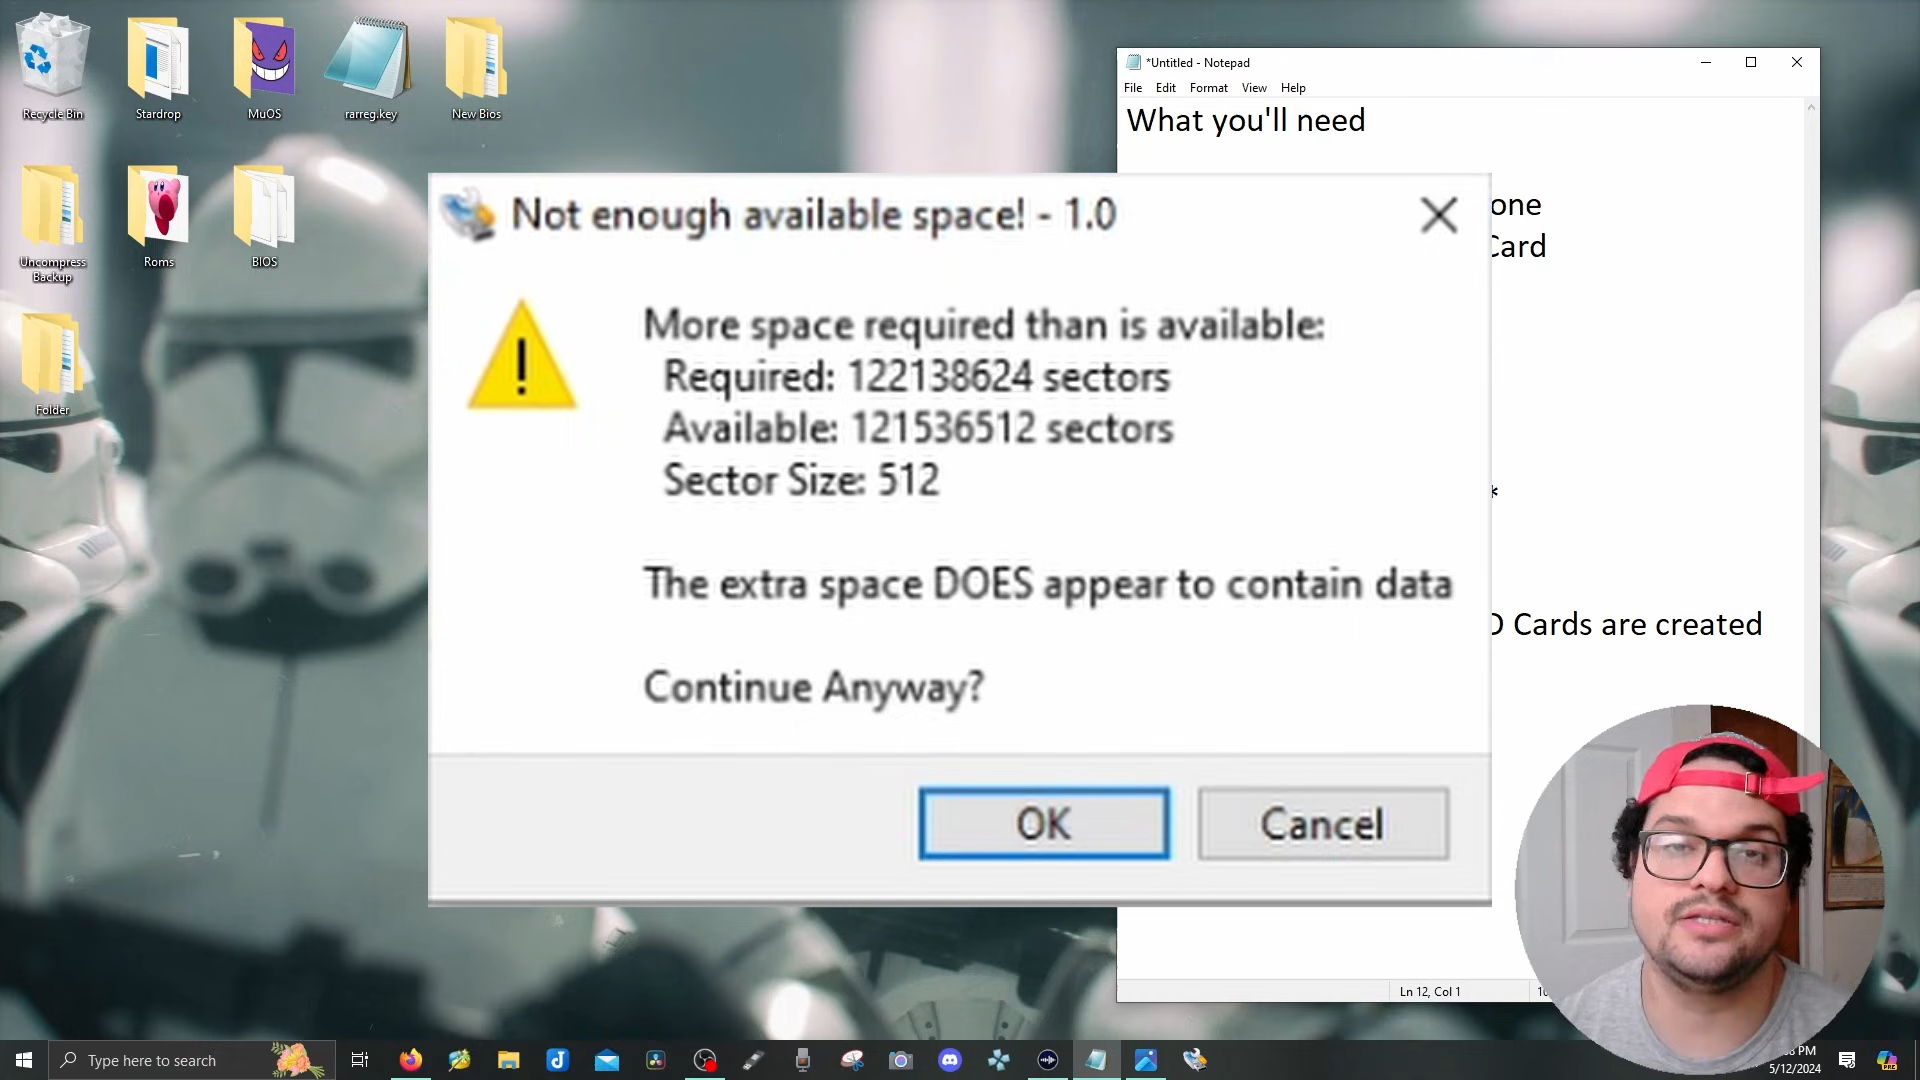 Recycle Bin
Stardrop
MuOS
rarreg.key
New Bios
Uncompress
Backup
Roms
BIOS
Folder
*Untitled - Notepad
File Edit Format View Help
What you'll need
one
Card
*
Cards are created
Ln 12, Col 1
Not enough available space! - 1.0
More space required than is available:
Required: 122138624 sectors
Available: 121536512 sectors
Sector Size: 512
The extra space DOES appear to contain data
Continue Anyway?
OK
Cancel
Type here to search
PM
5/12/2024